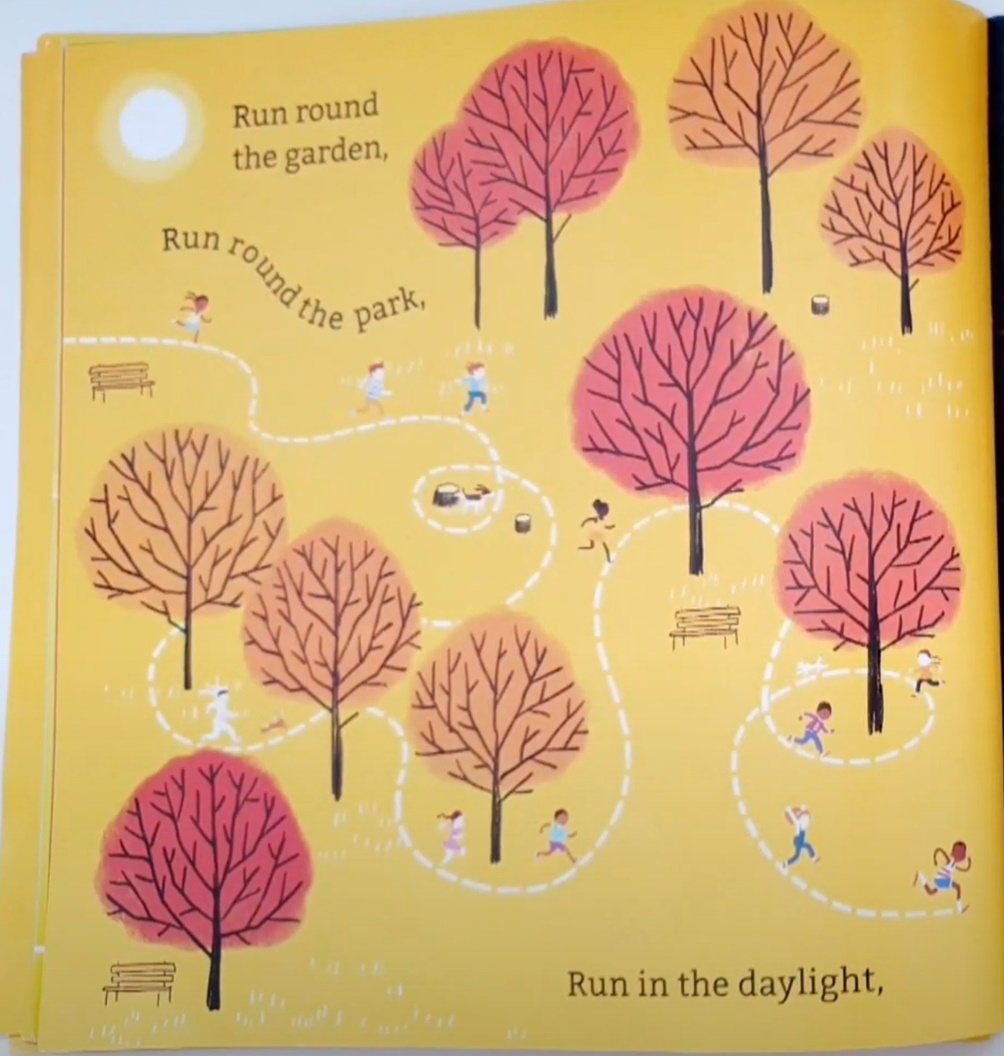 Run round
the garden,
Run round the park,
Run in the daylight,